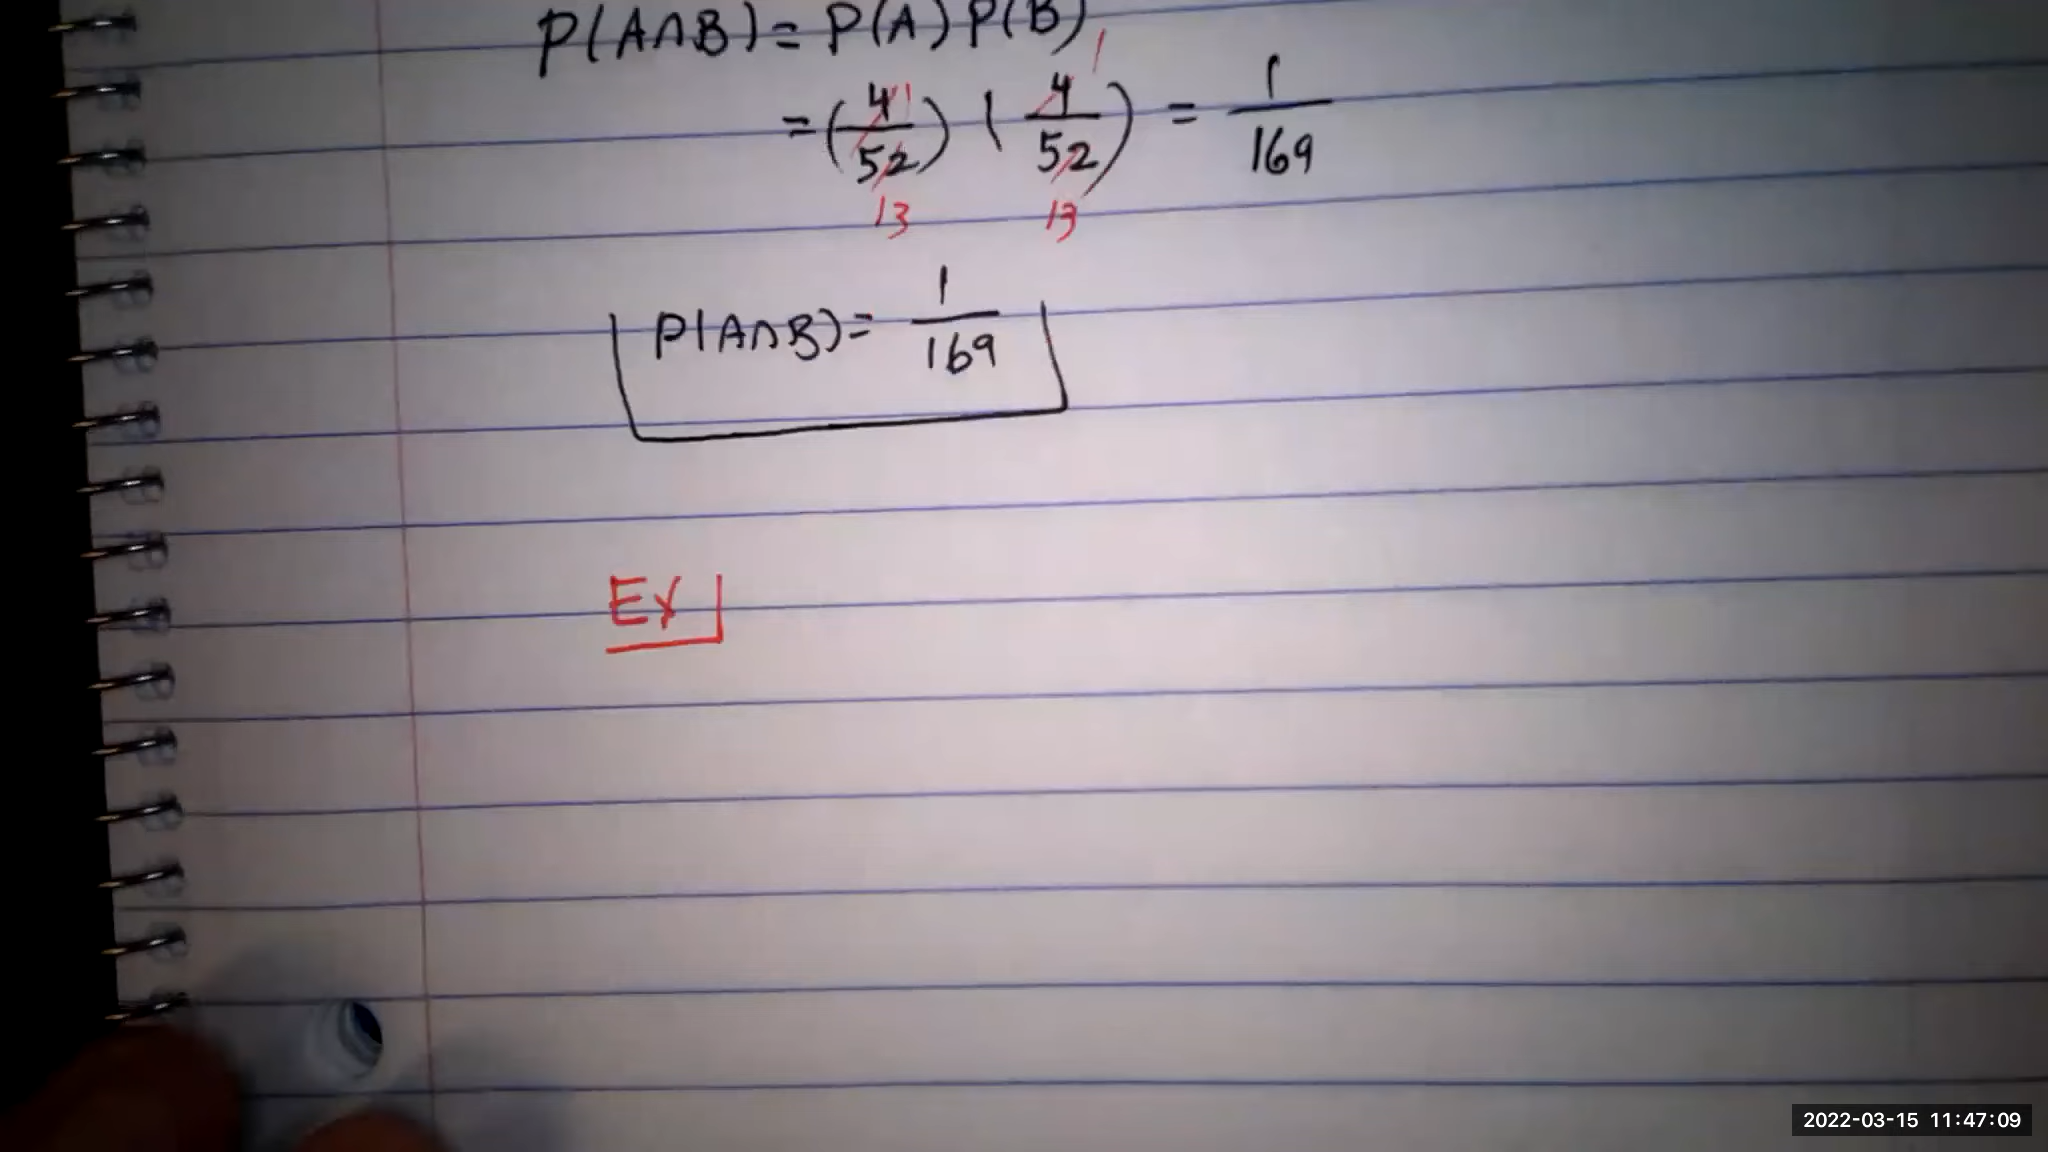 P(A∩B) = P(A) P(B)
= (4/52) (4/52) = 1/169
1 1
13 13
P(A∩B) = 1/169
Ex
2022-03-15 11:47:09